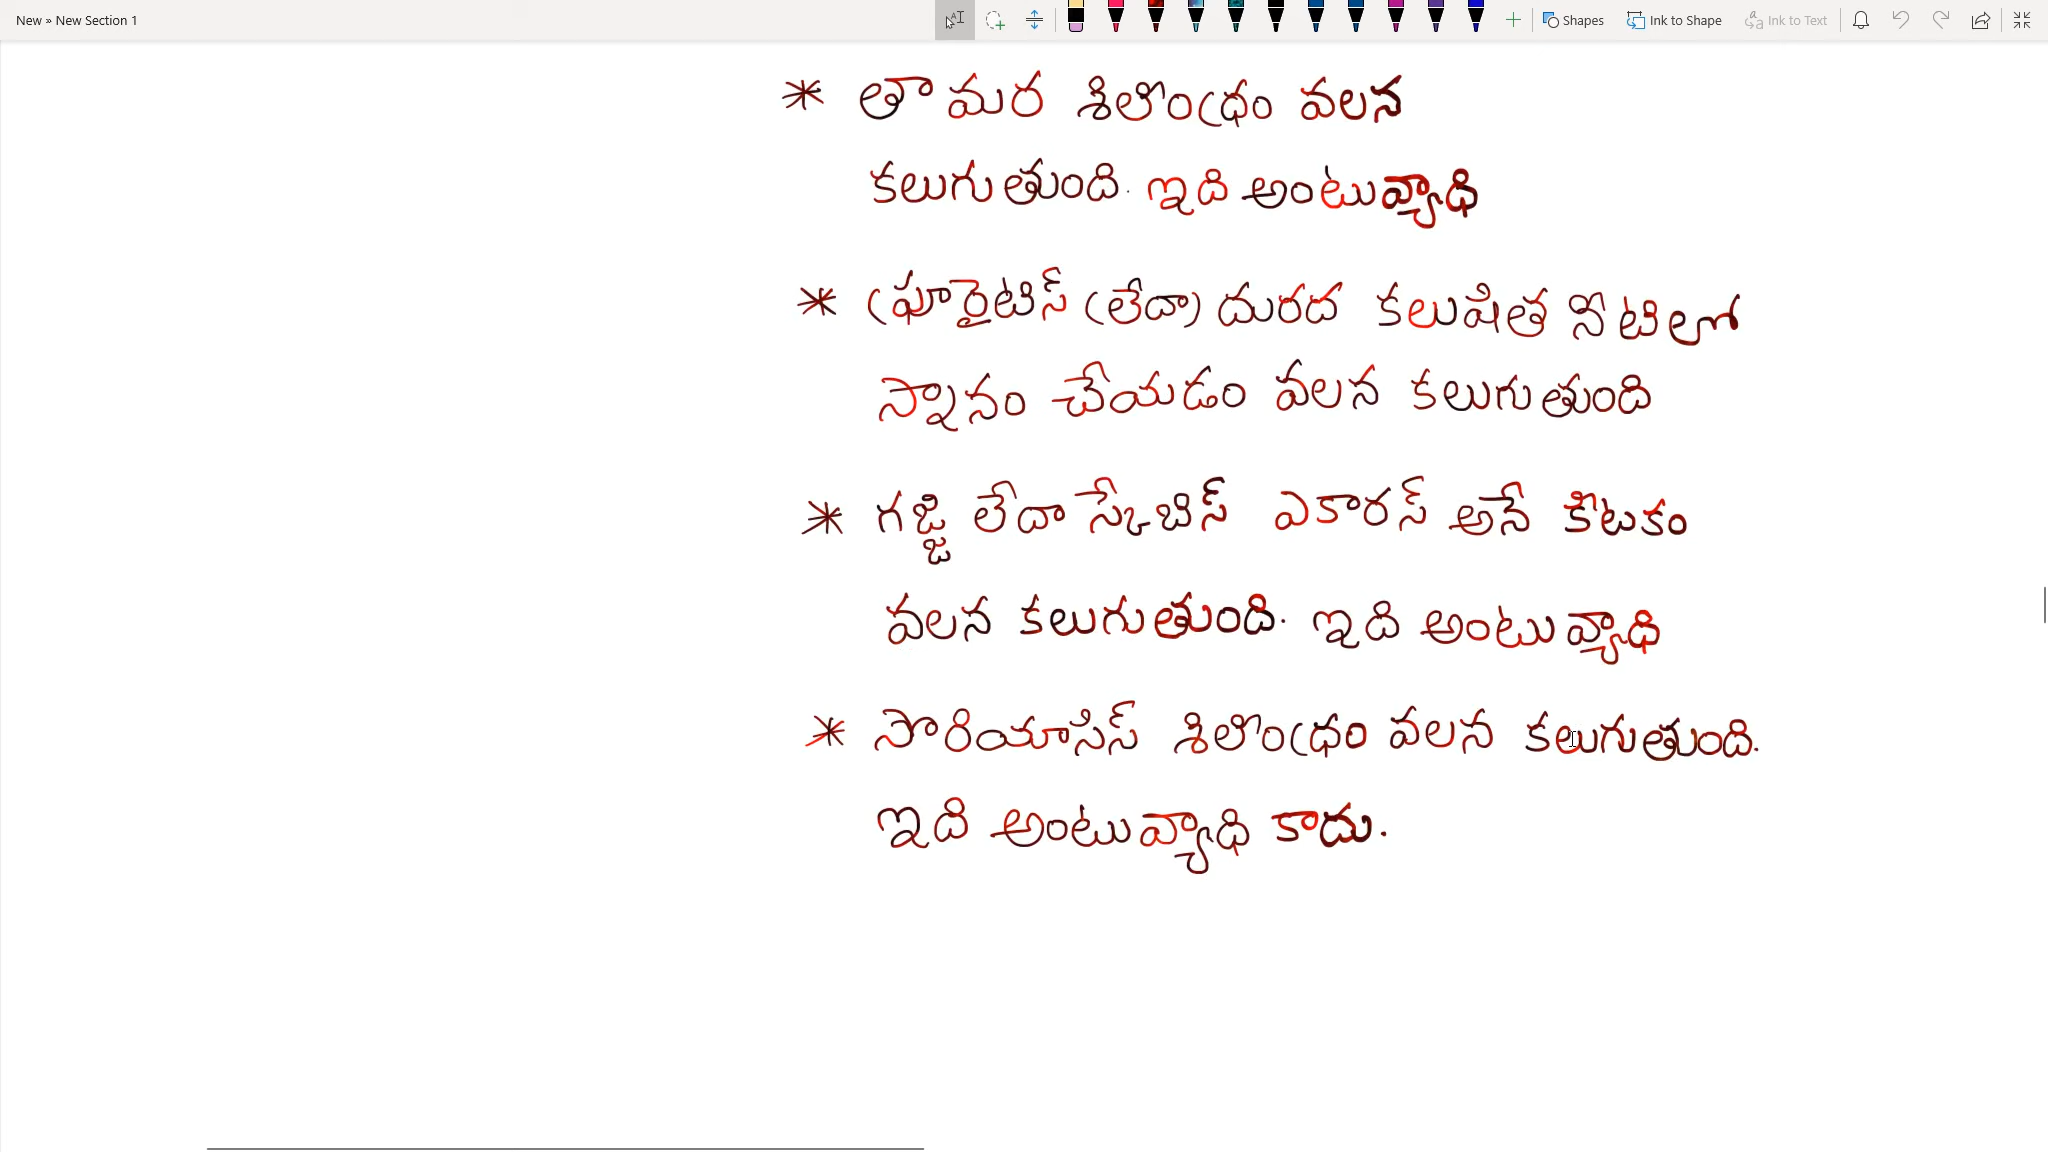 New » New Section 1
Shapes Ink to Shape Ink to Text
* తామర శిలీంధ్రం వలన
కలుగుతుంది. ఇది అంటువ్యాధి
* ప్రూరైటిస్ (లేదా) దురద కలుషిత నీటిలో
స్నానం చేయడం వలన కలుగుతుంది
* గజ్జి లేదా స్కేబిస్ ఎకారస్ అనే కీటకం
వలన కలుగుతుంది. ఇది అంటువ్యాధి
* సొరియాసిస్ శిలీంధ్రం వలన కలుగుతుంది.
ఇది అంటువ్యాధి కాదు.